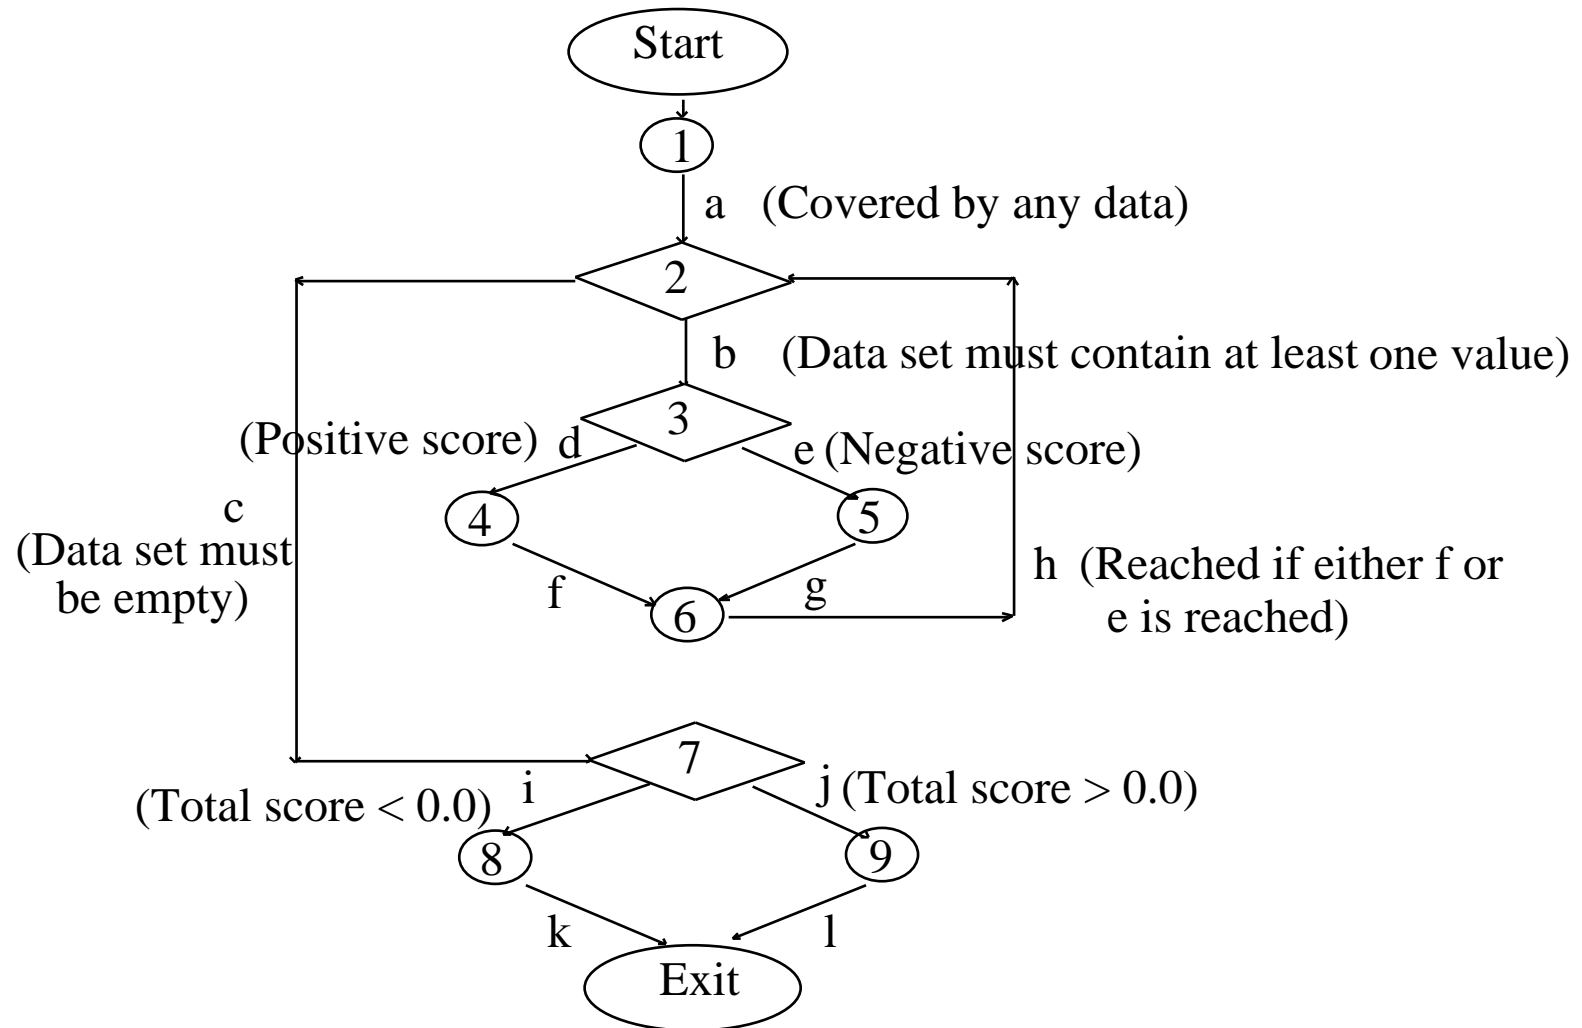 Start
1
a (Covered by any data)
2
b (Data set must contain at least one value)
3
(Positive score) d
e (Negative score)
c
(Data set must
be empty)
4
5
f
g
h (Reached if either f or
e is reached)
6
7
i
(Total score < 0.0)
j (Total score > 0.0)
8
9
k
l
Exit